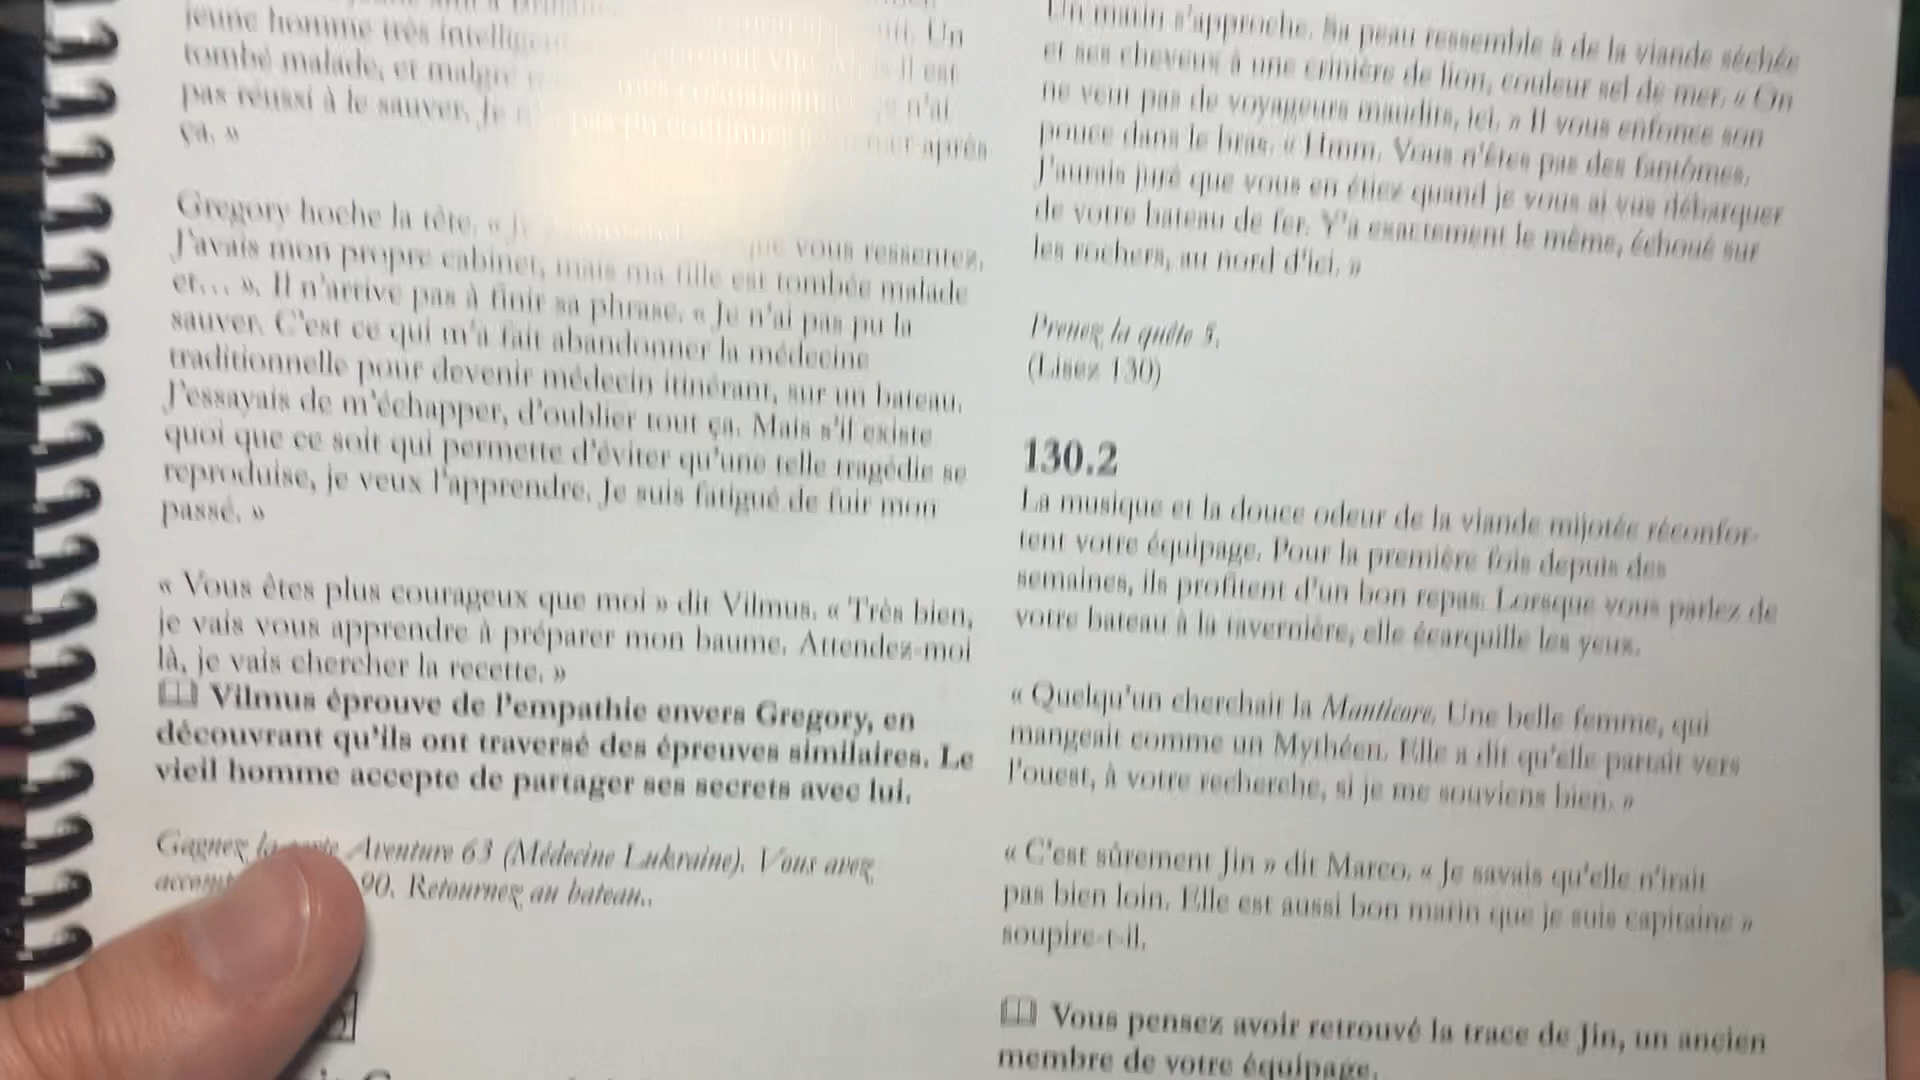 jeune homme très intelligent
Un
tombé malade, et malgré
il est
pas réussi à le sauver. Je n'ai
pas pu continuer à
après
ça. »
Gregory hoche la tête. « Je
que vous ressentez.
J'avais mon propre cabinet, mais ma fille est tombée malade
et… ». Il n'arrive pas à finir sa phrase. « Je n'ai pas pu la
sauver. C'est ce qui m'a fait abandonner la médecine
traditionnelle pour devenir médecin itinérant, sur un bateau.
J'essayais de m'échapper, d'oublier tout ça. Mais s'il existe
quoi que ce soit qui permette d'éviter qu'une telle tragédie se
reproduise, je veux l'apprendre. Je suis fatigué de fuir mon
passé. »
« Vous êtes plus courageux que moi » dit Vilmus. « Très bien,
je vais vous apprendre à préparer mon baume. Attendez-moi
là, je vais chercher la recette. »
Vilmus éprouve de l'empathie envers Gregory, en
découvrant qu'ils ont traversé des épreuves similaires. Le
vieil homme accepte de partager ses secrets avec lui.
Gagnez la carte Aventure 63 (Médecine Lukraine). Vous avez
90. Retournez au bateau..
Un marin s'approche. Sa peau ressemble à de la viande séchée
et ses cheveux à une crinière de lion, couleur sel de mer. « On
ne veut pas de voyageurs maudits, ici. » Il vous enfonce son
pouce dans le bras. « Hmm. Vous n'êtes pas des fantômes.
J'aurais juré que vous en étiez quand je vous ai vus débarquer
de votre bateau de fer. Y'a exactement le même, échoué sur
les rochers, au nord d'ici. »
Prenez la quête 5.
(Lisez 130)
130.2
La musique et la douce odeur de la viande mijotée réconfor-
tent votre équipage. Pour la première fois depuis des
semaines, ils profitent d'un bon repas. Lorsque vous parlez de
votre bateau à la tavernière, elle écarquille les yeux.
« Quelqu'un cherchait la Manticore. Une belle femme, qui
mangeait comme un Mythéen. Elle a dit qu'elle partait vers
l'ouest, à votre recherche, si je me souviens bien. »
« C'est sûrement Jin » dit Marco. « Je savais qu'elle n'irait
pas bien loin. Elle est aussi bon marin que je suis capitaine »
soupire-t-il.
Vous pensez avoir retrouvé la trace de Jin, un ancien
membre de votre équipage.